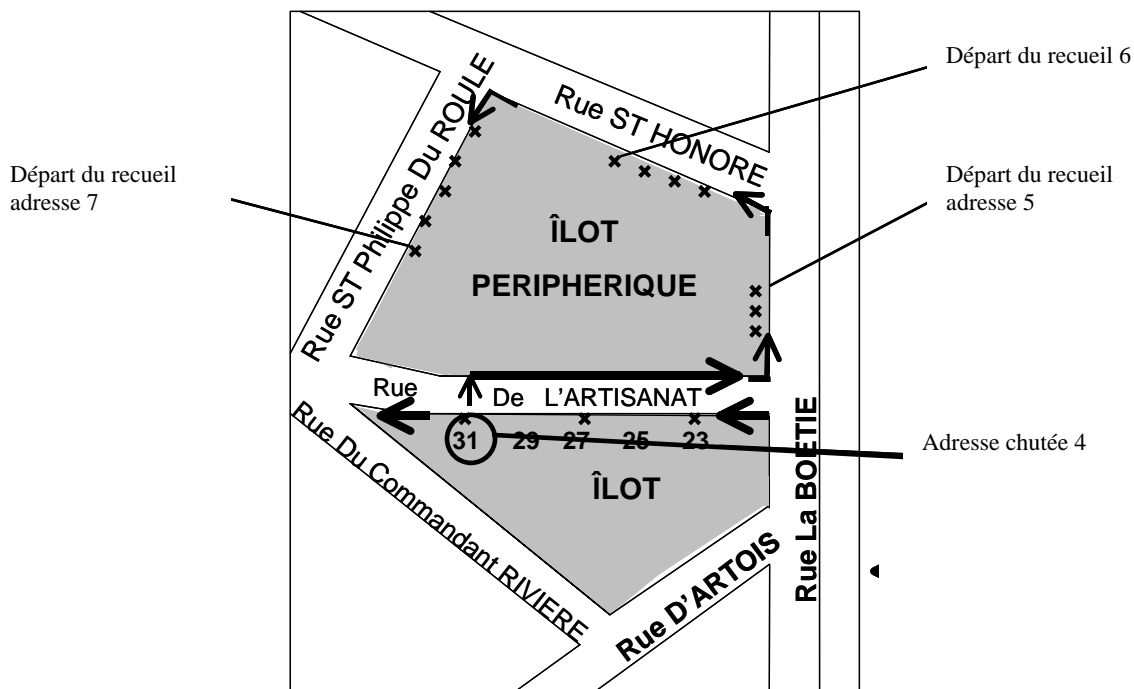 Départ du recueil 6
Rue ST HONORE
Rue ST Philippe Du ROULE
Départ du recueil
adresse 7
Départ du recueil
adresse 5
ÎLOT
PERIPHERIQUE
Rue De L'ARTISANAT
31 29 27 25 23
Adresse chutée 4
ÎLOT
Rue Du Commandant RIVIERE
Rue D'ARTOIS
Rue La BOETIE